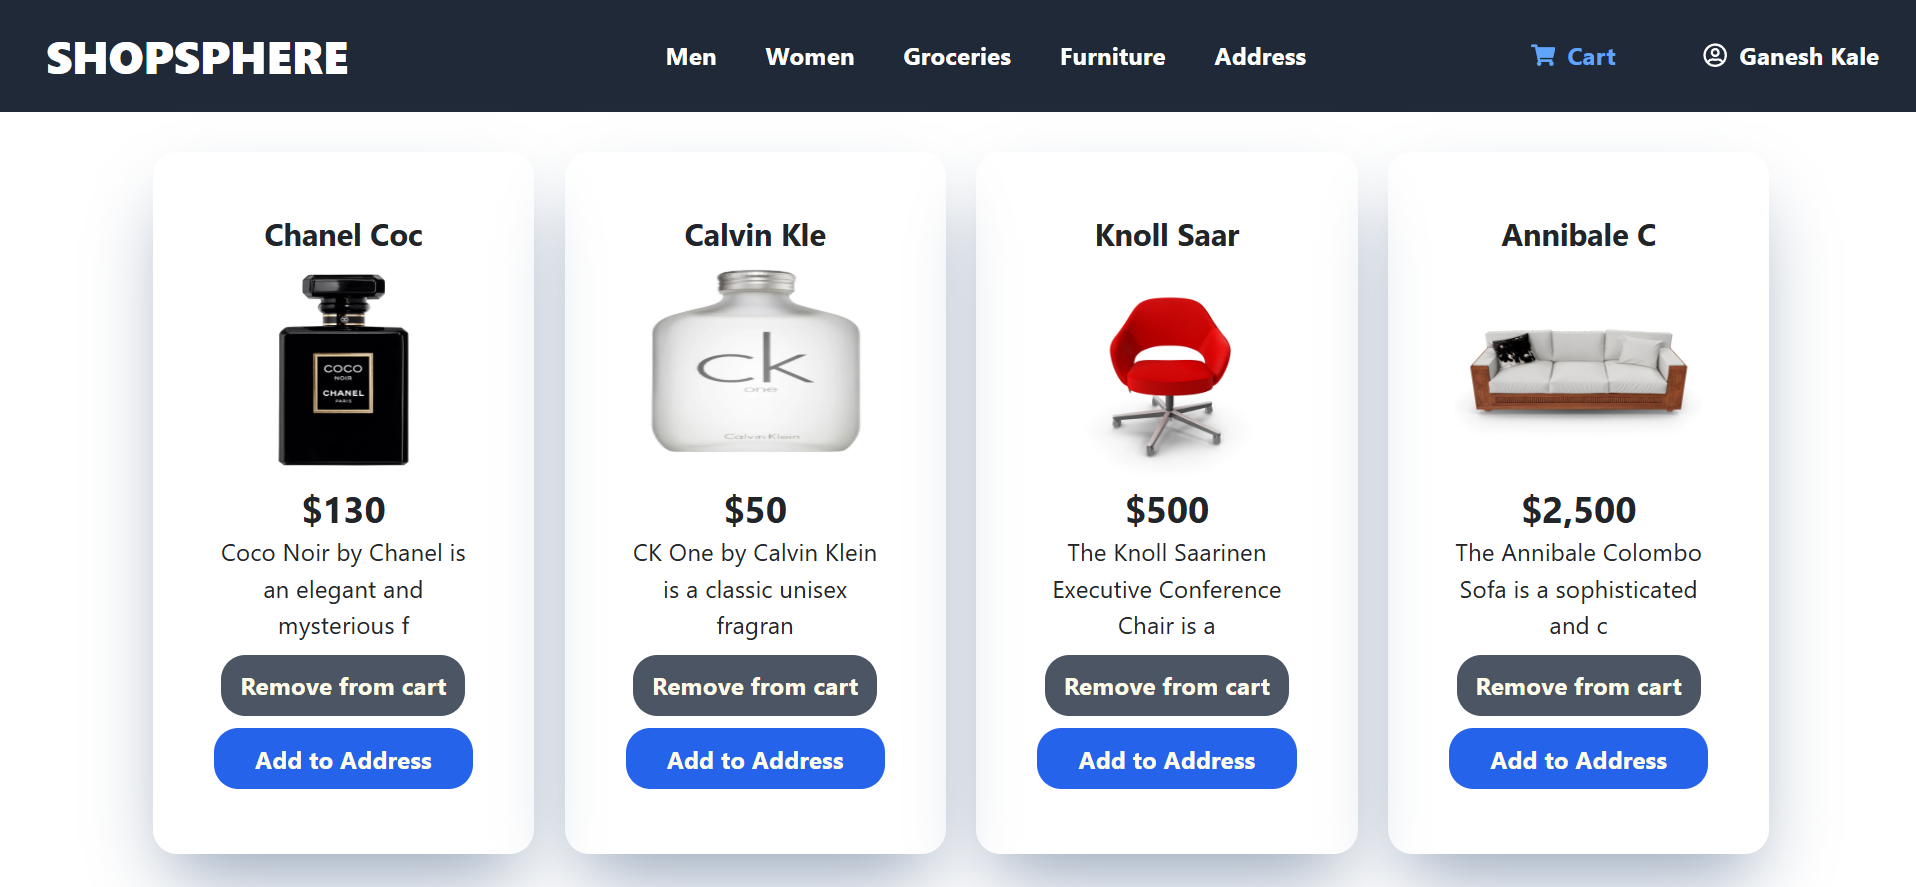 SHOPSPHERE
Men Women Groceries Furniture Address
Cart
Ganesh Kale
Chanel Coc
COCO
NOIR
CHANEL
PARIS
$130
Coco Noir by Chanel is
an elegant and
mysterious f
Remove from cart
Add to Address
Calvin Kle
ck
one
Calvin Klein
$50
CK One by Calvin Klein
is a classic unisex
fragran
Remove from cart
Add to Address
Knoll Saar
$500
The Knoll Saarinen
Executive Conference
Chair is a
Remove from cart
Add to Address
Annibale C
$2,500
The Annibale Colombo
Sofa is a sophisticated
and c
Remove from cart
Add to Address